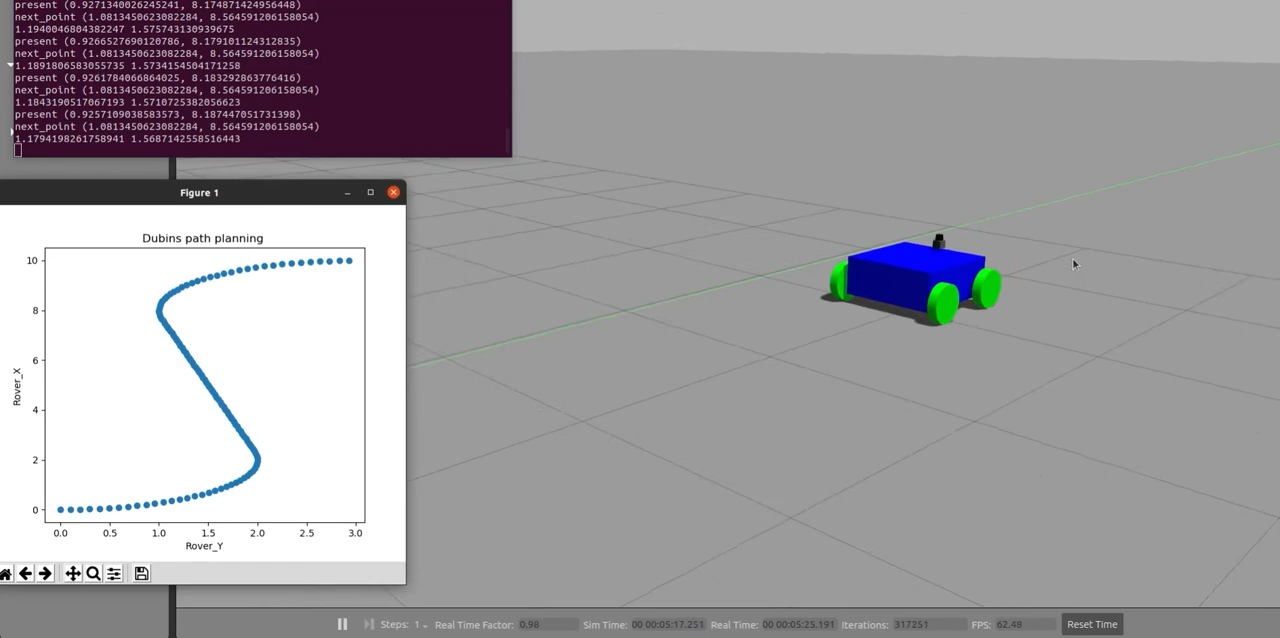 present (0.9271340026245241, 8.174871424956448)
next_point (1.0813450623082284, 8.564591206158054)
1.1940046804382247 1.575743130939675
present (0.9266527690120786, 8.179101124312835)
next_point (1.0813450623082284, 8.564591206158054)
1.1891806583055735 1.5734154504171258
present (0.9261784066864025, 8.183292863776416)
next_point (1.0813450623082284, 8.564591206158054)
1.1843190517067193 1.5710725382056623
present (0.9257109038583573, 8.187447051731398)
next_point (1.0813450623082284, 8.564591206158054)
1.1794198261758941 1.5687142558516443
Figure 1
Dubins path planning
10
8
6
4
2
0
Rover_X
0.0 0.5 1.0 1.5 2.0 2.5 3.0
Rover_Y
Steps: 1 Real Time Factor: 0.98 Sim Time: 00 00:05:17.251 Real Time: 00 00:05:25.191 Iterations: 317251 FPS: 62.48 Reset Time